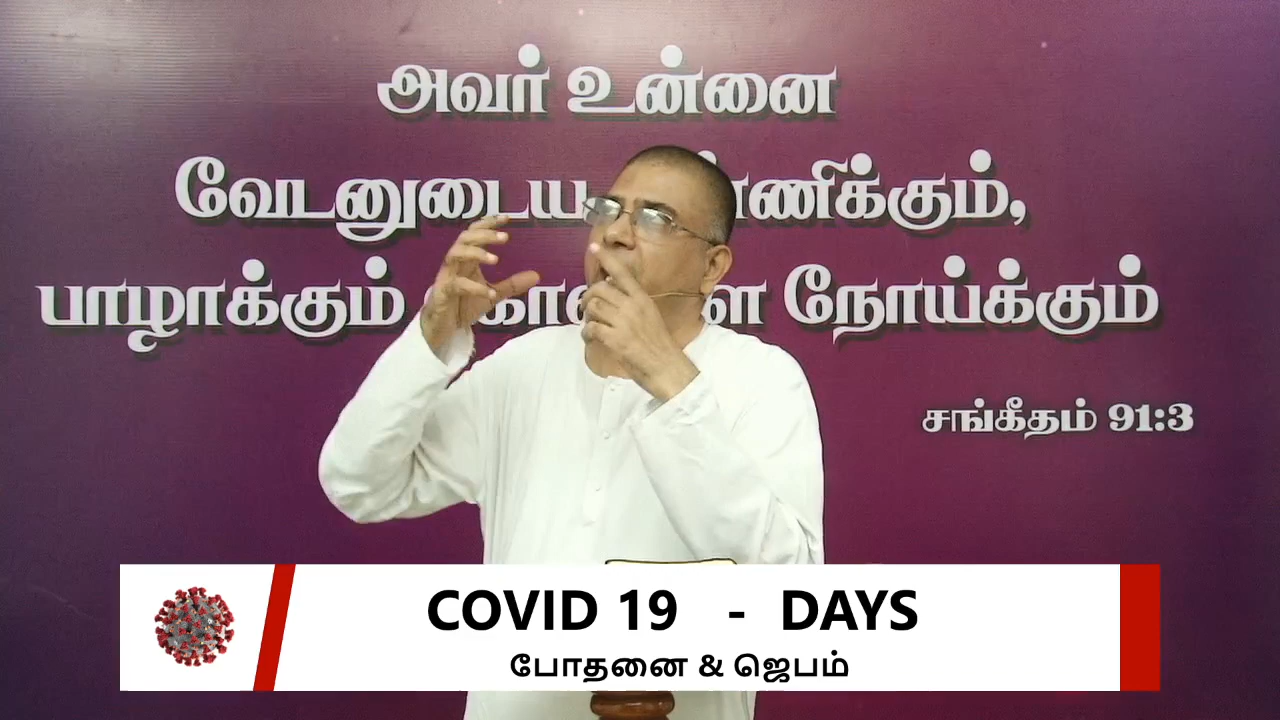 அவர் உன்னை
வேடனுடைய
பாழாக்கும் நோய்க்கும்
சங்கீதம் 91:3
COVID 19 - DAYS
போதனை & ஜெபம்